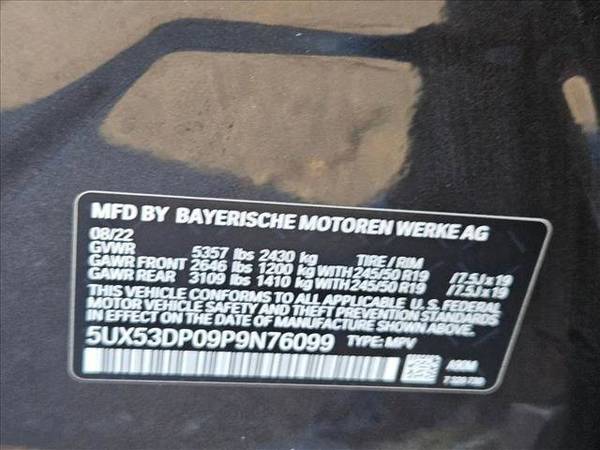 MFD BY BAYERISCHE MOTOREN WERKE AG
08/22
GVWR 5357 lbs 2430 kg TIRE / RIM
GAWR FRONT 2646 lbs 1200 kg WITH 245/50 R19 /7.5J x 19
GAWR REAR 3109 lbs 1410 kg WITH 245/50 R19 /7.5J x 19
THIS VEHICLE CONFORMS TO ALL APPLICABLE U. S. FEDERAL
MOTOR VEHICLE SAFETY AND THEFT PREVENTION STANDARDS
IN EFFECT ON THE DATE OF MANUFACTURE SHOWN ABOVE.
5UX53DP09P9N76099 TYPE: MPV